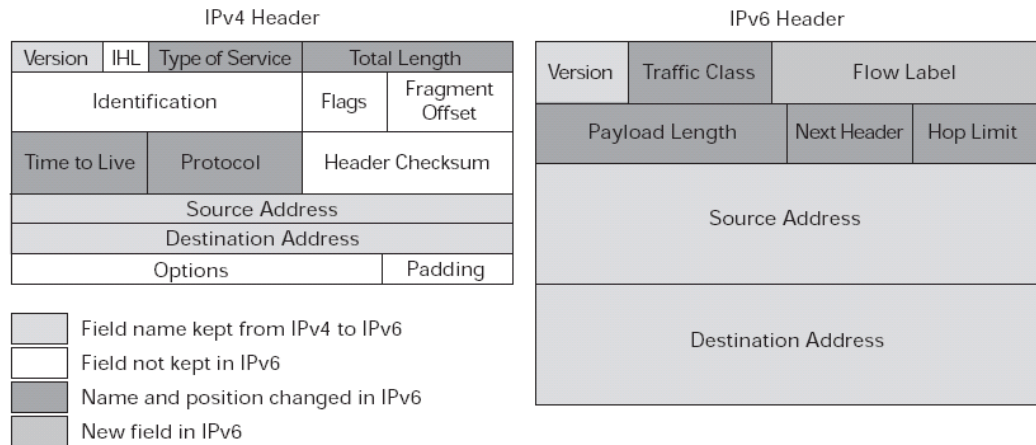 IPv4 Header
Version IHL Type of Service Total Length
Identification Flags Fragment Offset
Time to Live Protocol Header Checksum
Source Address
Destination Address
Options Padding
Field name kept from IPv4 to IPv6
Field not kept in IPv6
Name and position changed in IPv6
New field in IPv6
IPv6 Header
Version Traffic Class Flow Label
Payload Length Next Header Hop Limit
Source Address
Destination Address